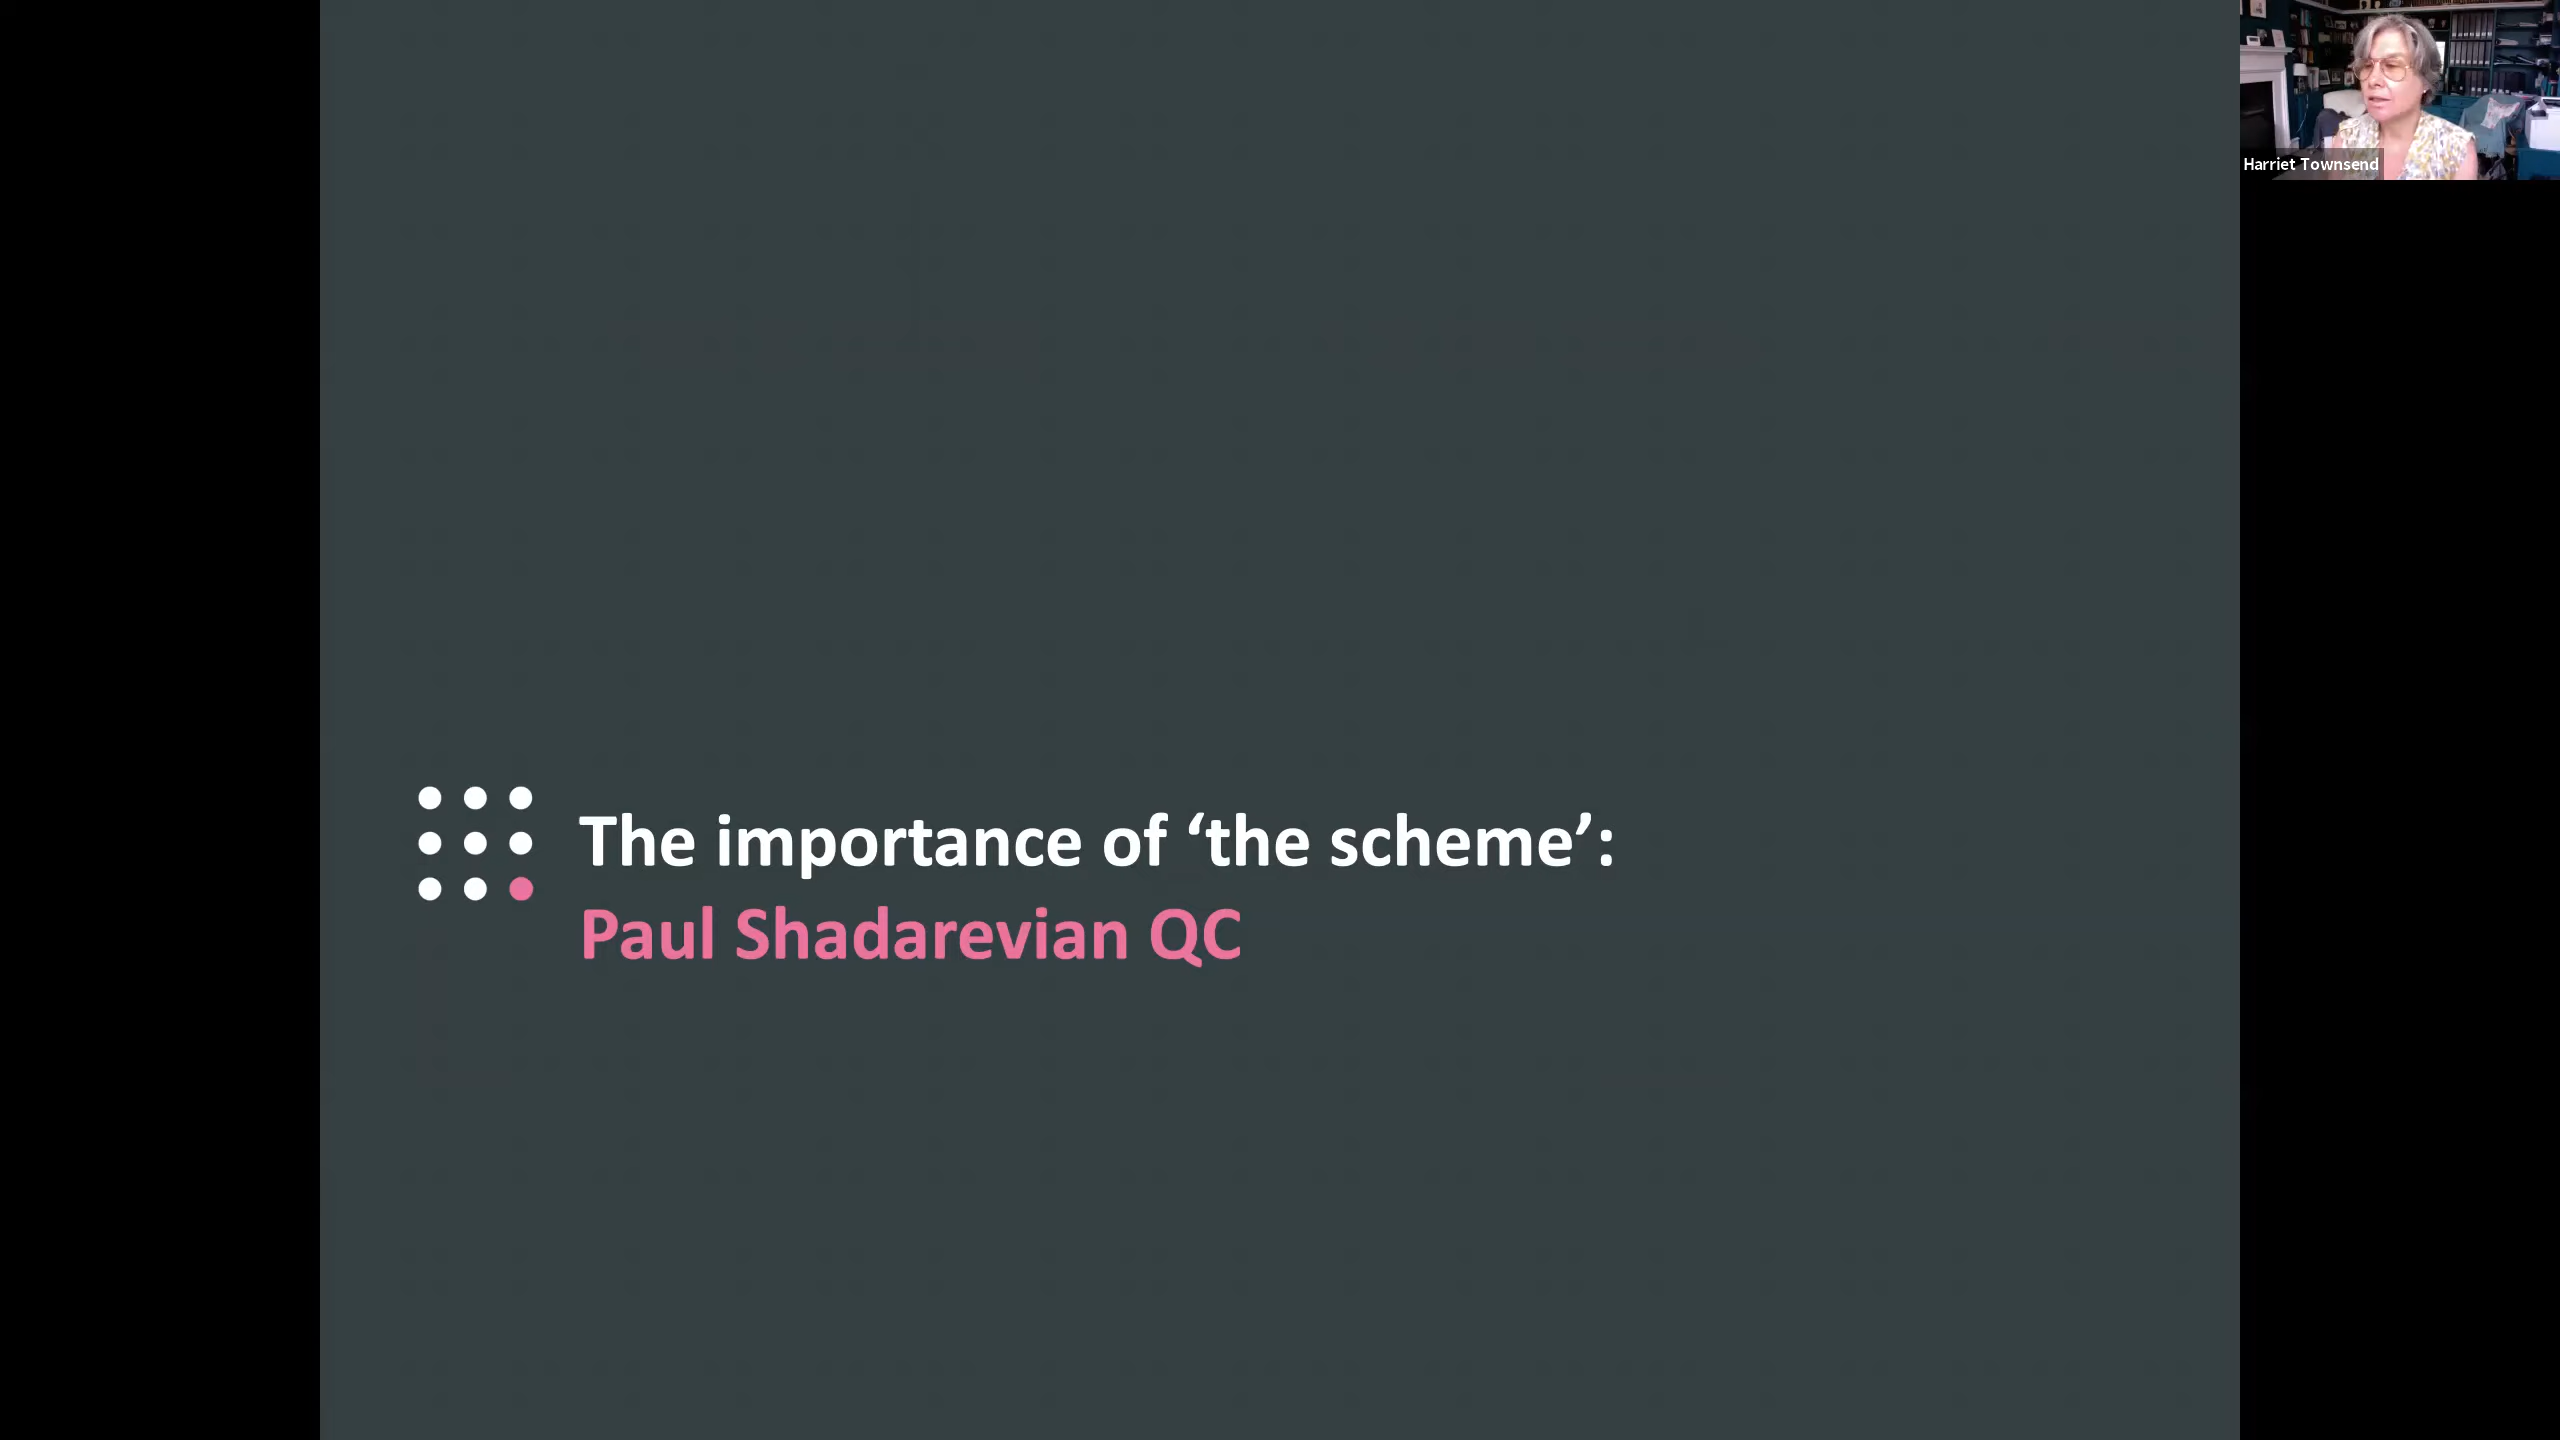 Harriet Townsend
The importance of ‘the scheme’:
Paul Shadarevian QC